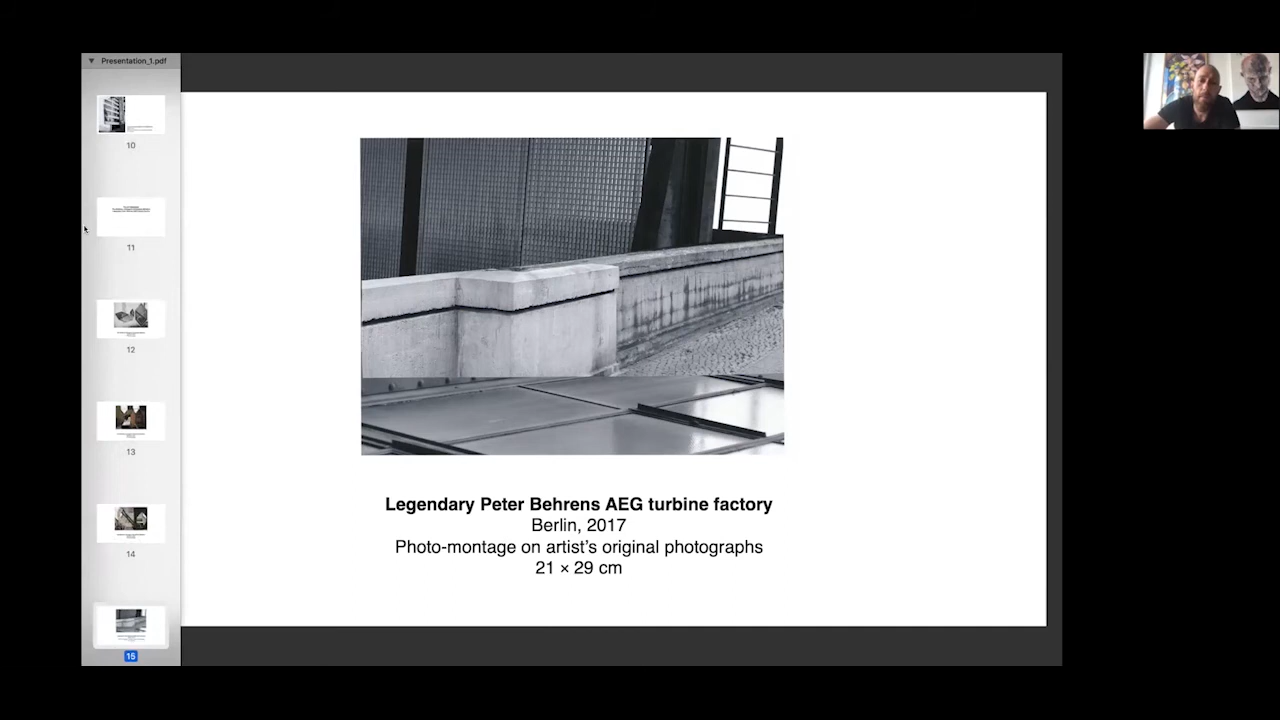 Presentation_1.pdf
10
11
12
13
14
15
Legendary Peter Behrens AEG turbine factory
Berlin, 2017
Photo-montage on artist’s original photographs
21 × 29 cm